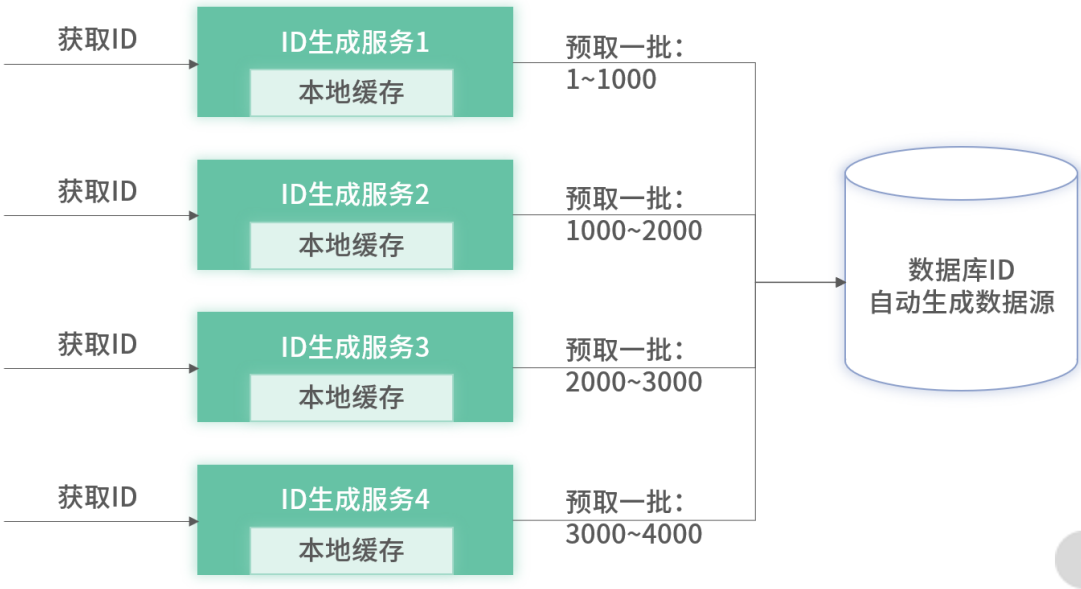 获取ID
ID生成服务1
本地缓存
预取一批：
1~1000
获取ID
ID生成服务2
本地缓存
预取一批：
1000~2000
数据库ID
自动生成数据源
获取ID
ID生成服务3
本地缓存
预取一批：
2000~3000
获取ID
ID生成服务4
本地缓存
预取一批：
3000~4000